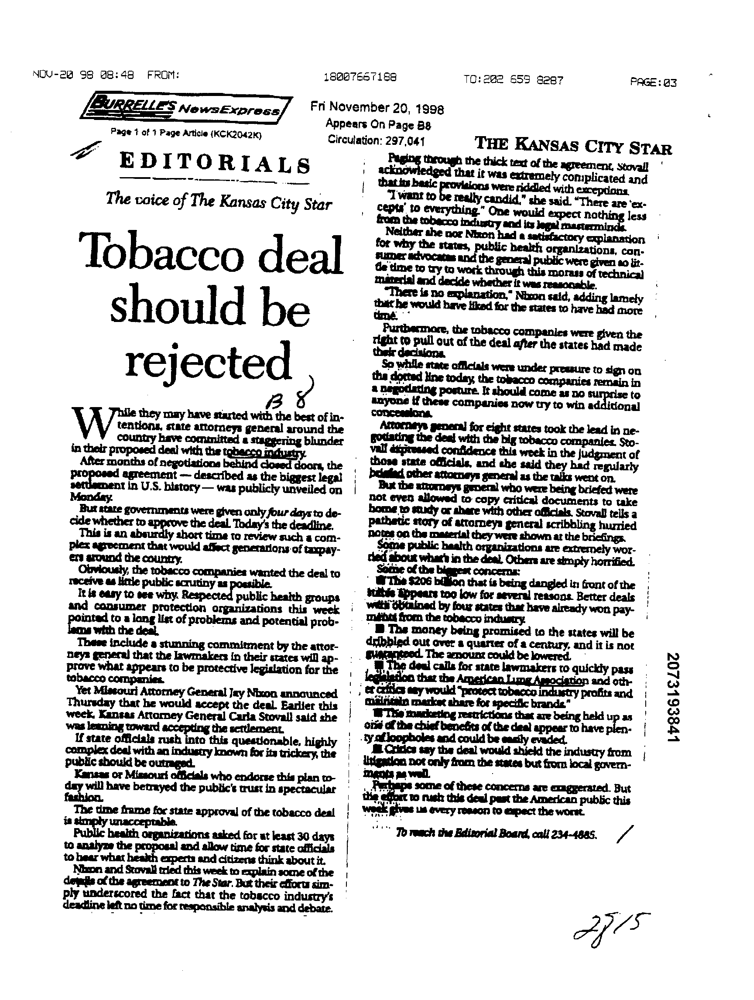 NOV-20 98 08:48 FROM: 18007667168 TO:202 659 8287 PAGE:03
BURRELLE'S NewsExpress
Page 1 of 1 Page Article (KCK2042K)
Fri November 20, 1998
Appears On Page B8
Circulation: 297,041
THE KANSAS CITY STAR
EDITORIALS
The voice of The Kansas City Star
Tobacco deal
should be
rejected
B 8
While they may have started with the best of in-
tentions, state attorneys general around the
country have committed a staggering blunder
in their proposed deal with the tobacco industry.
After months of negotiations behind closed doors, the
proposed agreement — described as the biggest legal
settlement in U.S. history — was publicly unveiled on
Monday.
But state governments were given only four days to de-
cide whether to approve the deal. Today's the deadline.
This is an absurdly short time to review such a com-
plex agreement that would affect generations of taxpay-
ers around the country.
Obviously, the tobacco companies wanted the deal to
receive as little public scrutiny as possible.
It is easy to see why. Respected public health groups
and consumer protection organizations this week
pointed to a long list of problems and potential prob-
lems with the deal.
These include a stunning commitment by the attor-
neys general that the lawmakers in their states will ap-
prove what appears to be protective legislation for the
tobacco companies.
Yet Missouri Attorney General Jay Nixon announced
Thursday that he would accept the deal. Earlier this
week, Kansas Attorney General Carla Stovall said she
was leaning toward accepting the settlement.
If state officials rush into this questionable, highly
complex deal with an industry known for its trickery, the
public should be outraged.
Kansas or Missouri officials who endorse this plan to-
day will have betrayed the public's trust in spectacular
fashion.
The time frame for state approval of the tobacco deal
is simply unacceptable.
Public health organizations asked for at least 30 days
to analyze the proposal and allow time for state officials
to hear what health experts and citizens think about it.
Nixon and Stovall tried this week to explain some of the
details of the agreement to The Star. But their efforts sim-
ply underscored the fact that the tobacco industry's
deadline left no time for responsible analysis and debate.
Paging through the thick text of the agreement, Stovall
acknowledged that it was extremely complicated and
that its basic provisions were riddled with exceptions.
"I want to be really candid," she said. "There are 'ex-
cepts' to everything." One would expect nothing less
from the tobacco industry and its legal masterminds.
Neither she nor Nixon had a satisfactory explanation
for why the states, public health organizations, con-
sumer advocates and the general public were given so lit-
tle time to try to work through this morass of technical
material and decide whether it was reasonable.
"There is no explanation," Nixon said, adding lamely
that he would have liked for the states to have had more
time.
Furthermore, the tobacco companies were given the
right to pull out of the deal after the states had made
their decisions.
So while state officials were under pressure to sign on
the dotted line today, the tobacco companies remain in
a negotiating posture. It should come as no surprise to
anyone if these companies now try to win additional
concessions.
Attorneys general for eight states took the lead in ne-
gotiating the deal with the big tobacco companies. Sto-
vall expressed confidence this week in the judgment of
those state officials, and she said they had regularly
briefed other attorneys general as the talks went on.
But the attorneys general who were being briefed were
not even allowed to copy critical documents to take
home to study or share with other officials. Stovall tells a
pathetic story of attorneys general scribbling hurried
notes on the material they were shown at the briefings.
Some public health organizations are extremely wor-
ried about what's in the deal. Others are simply horrified.
Some of the biggest concerns:
■ The $206 billion that is being dangled in front of the
states appears too low for several reasons. Better deals
were obtained by four states that have already won pay-
ments from the tobacco industry.
■ The money being promised to the states will be
dribbled out over a quarter of a century, and it is not
guaranteed. The amount could be lowered.
■ The deal calls for state lawmakers to quickly pass
legislation that the American Lung Association and oth-
er critics say would "protect tobacco industry profits and
maintain market share for specific brands."
■ The marketing restrictions that are being held up as
one of the chief benefits of the deal appear to have plen-
ty of loopholes and could be easily evaded.
■ Critics say the deal would shield the industry from
litigation not only from the states but from local govern-
ments as well.
Perhaps some of these concerns are exaggerated. But
the effort to rush this deal past the American public this
week gives us every reason to expect the worst.
To reach the Editorial Board, call 234-4885.
2073193841
2815